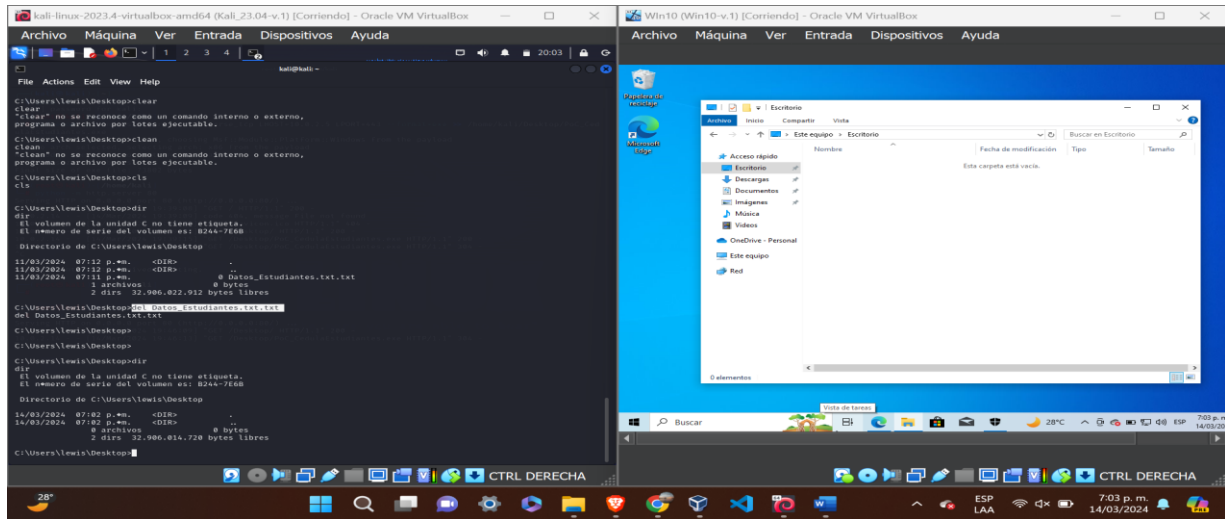 kali-linux-2023.4-virtualbox-amd64 (Kali_23.04-v.1) [Corriendo] - Oracle VM VirtualBox
Archivo Máquina Ver Entrada Dispositivos Ayuda
1 2 3 4
20:03
kali@kali: ~
File Actions Edit View Help
C:\Users\lewis\Desktop>clear
clear
"clear" no se reconoce como un comando interno o externo,
programa o archivo por lotes ejecutable.
C:\Users\lewis\Desktop>clean
clean
"clean" no se reconoce como un comando interno o externo,
programa o archivo por lotes ejecutable.
C:\Users\lewis\Desktop>cls
cls
C:\Users\lewis\Desktop>dir
dir
El volumen de la unidad C no tiene etiqueta.
El n�mero de serie del volumen es: B244-7E6B
Directorio de C:\Users\lewis\Desktop
11/03/2024 07:12 p.�m. <DIR> .
11/03/2024 07:12 p.�m. <DIR> ..
11/03/2024 07:11 p.�m. 0 Datos_Estudiantes.txt.txt
1 archivos 0 bytes
2 dirs 32.906.022.912 bytes libres
C:\Users\lewis\Desktop>del Datos_Estudiantes.txt.txt
del Datos_Estudiantes.txt.txt
C:\Users\lewis\Desktop>
C:\Users\lewis\Desktop>
C:\Users\lewis\Desktop>dir
dir
El volumen de la unidad C no tiene etiqueta.
El n�mero de serie del volumen es: B244-7E6B
Directorio de C:\Users\lewis\Desktop
14/03/2024 07:02 p.�m. <DIR> .
14/03/2024 07:02 p.�m. <DIR> ..
0 archivos 0 bytes
2 dirs 32.906.014.720 bytes libres
C:\Users\lewis\Desktop>
CTRL DERECHA
WIn10 (Win10-v.1) [Corriendo] - Oracle VM VirtualBox
Archivo Máquina Ver Entrada Dispositivos Ayuda
Papelera de
reciclaje
Microsoft
Edge
Escritorio
Archivo Inicio Compartir Vista
Este equipo > Escritorio
Buscar en Escritorio
Nombre Fecha de modificación Tipo Tamaño
Esta carpeta está vacía.
Acceso rápido
Escritorio
Descargas
Documentos
Imágenes
Música
Videos
OneDrive - Personal
Este equipo
Red
0 elementos
Vista de tareas
Buscar
28°C
ESP
7:03 p. m
14/03/20
CTRL DERECHA
28°
ESP
LAA
7:03 p. m.
14/03/2024